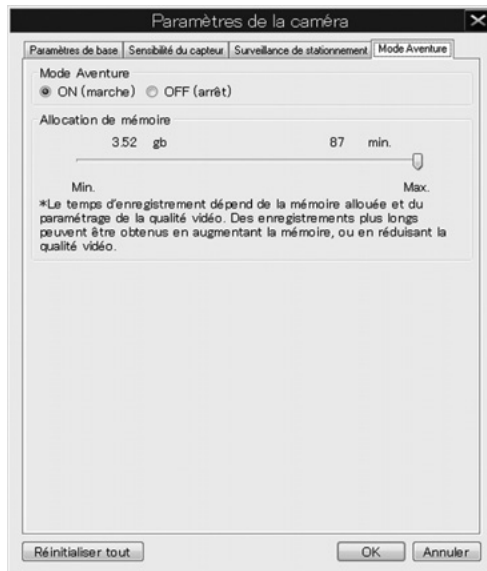 Paramètres de la caméra
Paramètres de base Sensibilité du capteur Surveillance de stationnement Mode Aventure
Mode Aventure
ON (marche) OFF (arrêt)
Allocation de mémoire
3.52 gb 87 min.
Min. Max.
*Le temps d'enregistrement dépend de la mémoire allouée et du
paramétrage de la qualité vidéo. Des enregistrements plus longs
peuvent être obtenus en augmentant la mémoire, ou en réduisant la
qualité vidéo.
Réinitialiser tout OK Annuler